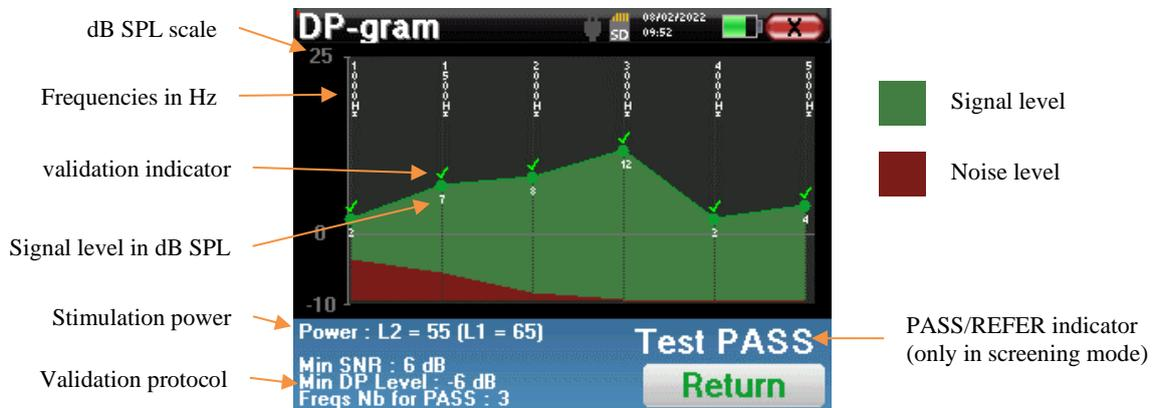 dB SPL scale
Frequencies in Hz
validation indicator
Signal level in dB SPL
Stimulation power
Validation protocol
DP-gram
SD
08/02/2022
09:52
X
25
0
-10
1000Hz
1500Hz
2000Hz
3000Hz
4000Hz
5000Hz
2
7
8
12
2
4
Power : L2 = 55 (L1 = 65)
Min SNR : 6 dB
Min DP Level : -6 dB
Freqs Nb for PASS : 3
Test PASS
Return
Signal level
Noise level
PASS/REFER indicator
(only in screening mode)